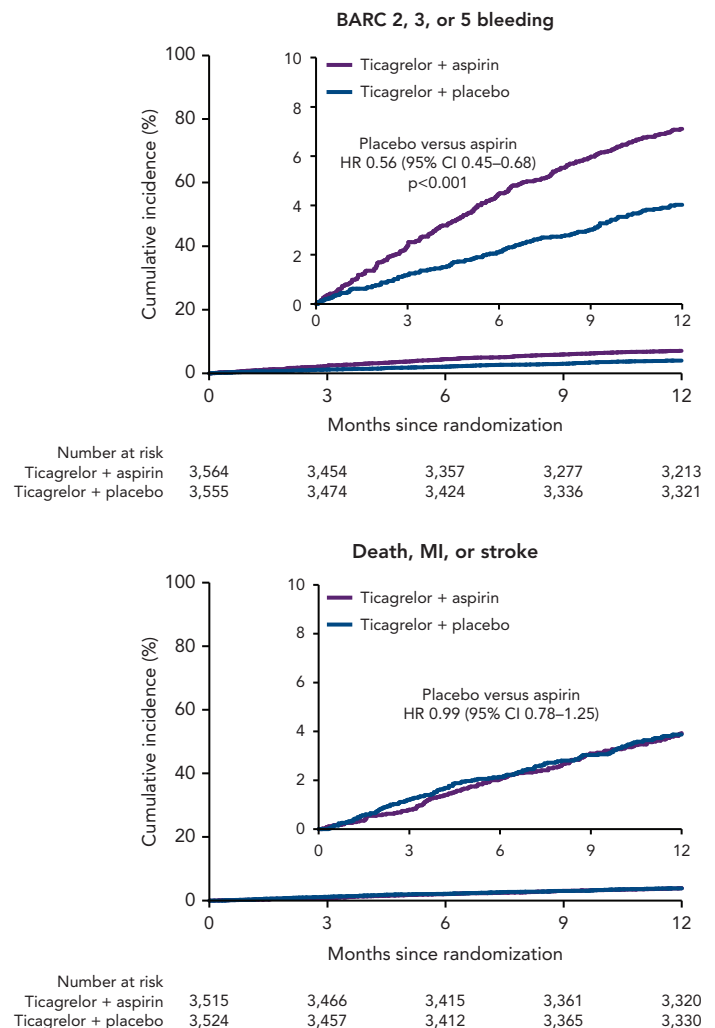 BARC 2, 3, or 5 bleeding
Cumulative incidence (%)
100
80
60
40
20
0
10
8
6
4
2
0
Ticagrelor + aspirin
Ticagrelor + placebo
Placebo versus aspirin
HR 0.56 (95% CI 0.45–0.68)
p<0.001
0 3 6 9 12
0 3 6 9 12
Months since randomization
Number at risk
Ticagrelor + aspirin 3,564 3,454 3,357 3,277 3,213
Ticagrelor + placebo 3,555 3,474 3,424 3,336 3,321
Death, MI, or stroke
Cumulative incidence (%)
100
80
60
40
20
0
10
8
6
4
2
0
Ticagrelor + aspirin
Ticagrelor + placebo
Placebo versus aspirin
HR 0.99 (95% CI 0.78–1.25)
0 3 6 9 12
0 3 6 9 12
Months since randomization
Number at risk
Ticagrelor + aspirin 3,515 3,466 3,415 3,361 3,320
Ticagrelor + placebo 3,524 3,457 3,412 3,365 3,330